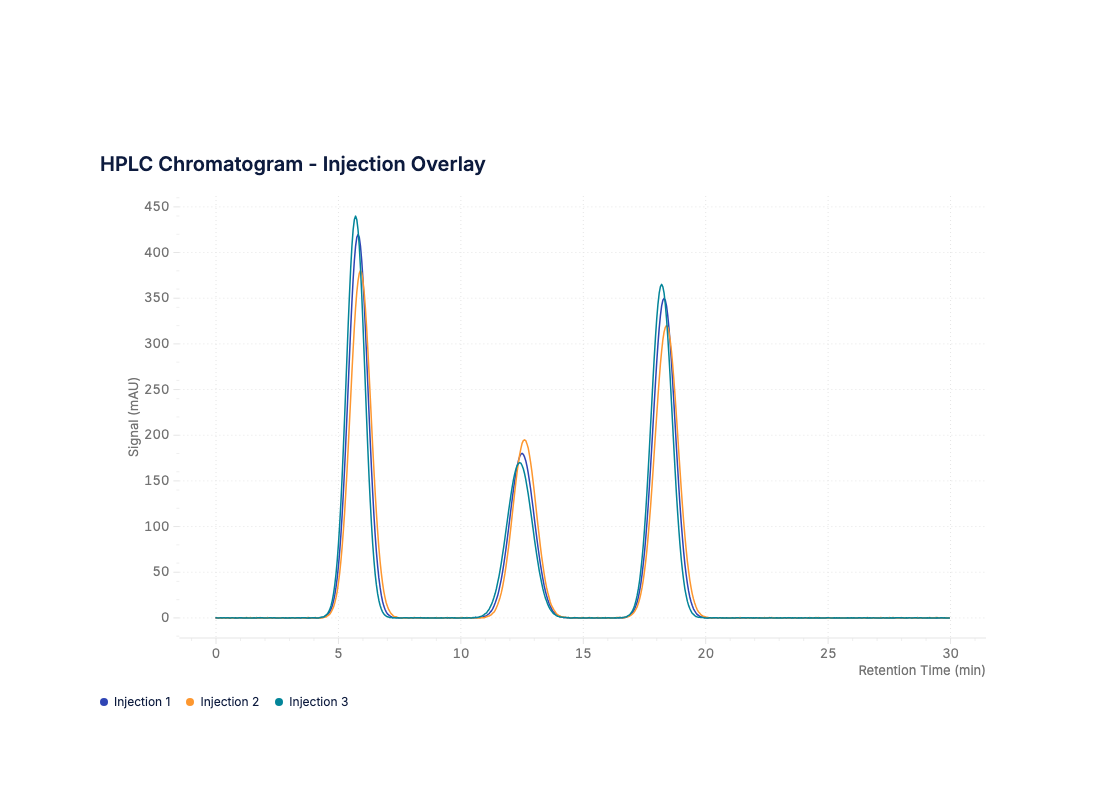 HPLC Chromatogram - Injection Overlay
450
400
350
300
250
200
150
100
50
0
Signal (mAU)
0 5 10 15 20 25 30
Retention Time (min)
Injection 1 Injection 2 Injection 3